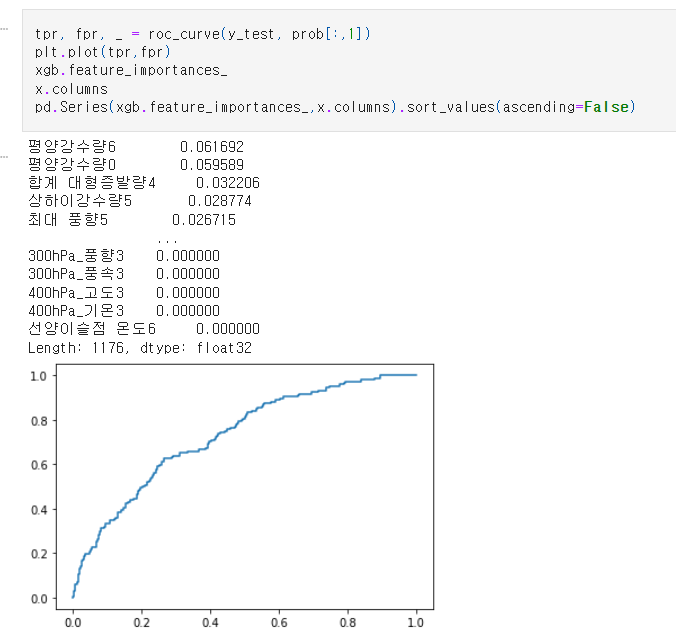 tpr, fpr, _ = roc_curve(y_test, prob[:,1])
plt.plot(tpr,fpr)
xgb.feature_importances_
x.columns
pd.Series(xgb.feature_importances_,x.columns).sort_values(ascending=False)
평양강수량6 0.061692
평양강수량0 0.059589
합계 대형증발량4 0.032206
상하이강수량5 0.028774
최대 풍향5 0.026715
...
300hPa_풍향3 0.000000
300hPa_풍속3 0.000000
400hPa_고도3 0.000000
400hPa_기온3 0.000000
선양이슬점 온도6 0.000000
Length: 1176, dtype: float32
1.0
0.8
0.6
0.4
0.2
0.0
0.0 0.2 0.4 0.6 0.8 1.0